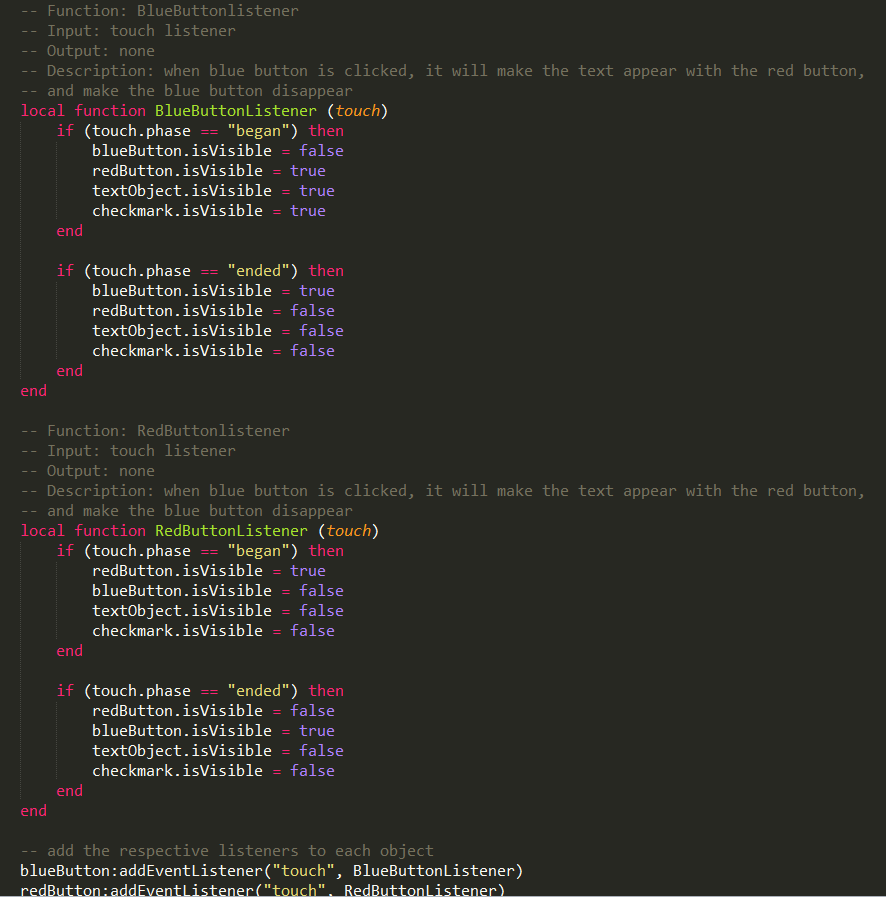 -- Function: BlueButtonlistener
-- Input: touch listener
-- Output: none
-- Description: when blue button is clicked, it will make the text appear with the red button,
-- and make the blue button disappear
local function BlueButtonListener (touch)
    if (touch.phase == "began") then
        blueButton.isVisible = false
        redButton.isVisible = true
        textObject.isVisible = true
        checkmark.isVisible = true
    end

    if (touch.phase == "ended") then
        blueButton.isVisible = true
        redButton.isVisible = false
        textObject.isVisible = false
        checkmark.isVisible = false
    end
end

-- Function: RedButtonlistener
-- Input: touch listener
-- Output: none
-- Description: when blue button is clicked, it will make the text appear with the red button,
-- and make the blue button disappear
local function RedButtonListener (touch)
    if (touch.phase == "began") then
        redButton.isVisible = true
        blueButton.isVisible = false
        textObject.isVisible = false
        checkmark.isVisible = false
    end

    if (touch.phase == "ended") then
        redButton.isVisible = false
        blueButton.isVisible = true
        textObject.isVisible = false
        checkmark.isVisible = false
    end
end

-- add the respective listeners to each object
blueButton:addEventListener("touch", BlueButtonListener)
redButton:addEventListener("touch", RedButtonListener)